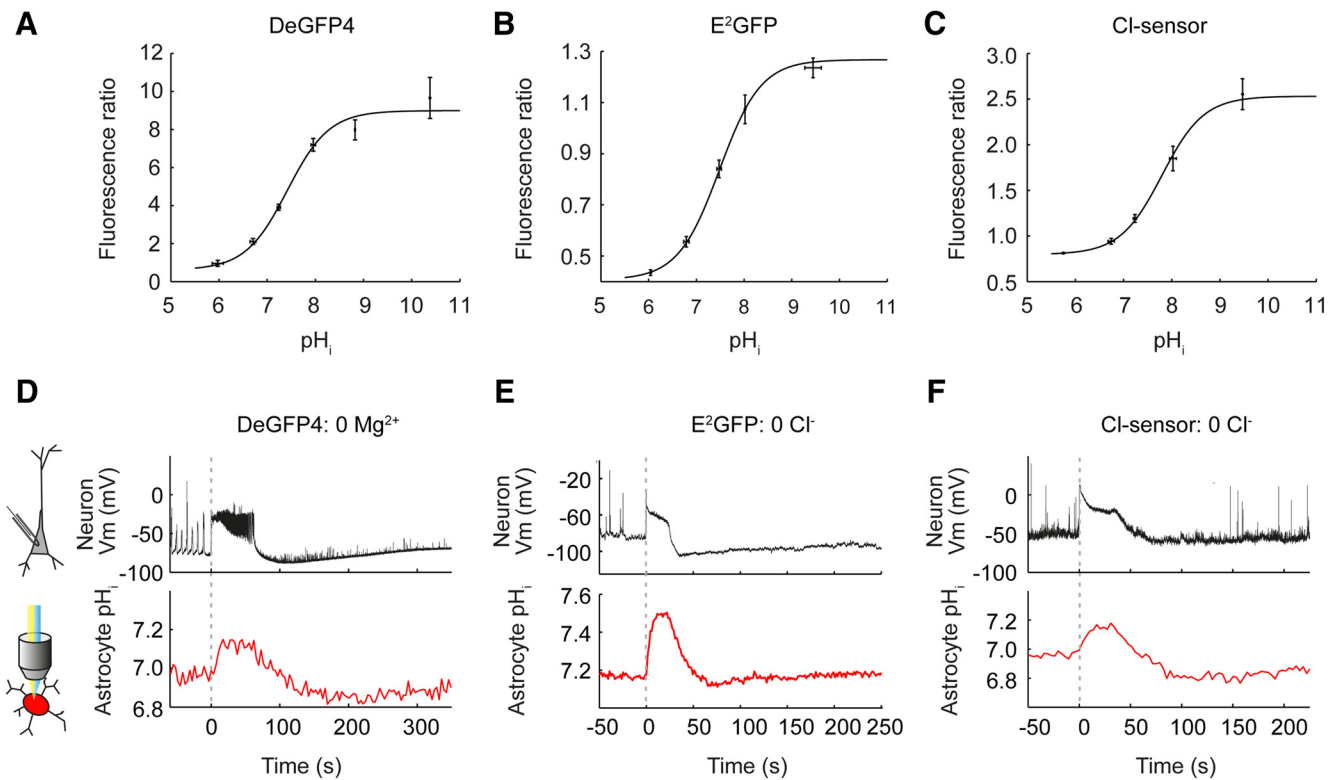 A
DeGFP4
Fluorescence ratio
12
10
8
6
4
2
0
5 6 7 8 9 10 11
pHi
B
E²GFP
Fluorescence ratio
1.3
1.1
0.9
0.7
0.5
5 6 7 8 9 10 11
pHi
C
Cl-sensor
Fluorescence ratio
3.0
2.5
2.0
1.5
1.0
0.5
5 6 7 8 9 10 11
pHi
D
DeGFP4: 0 Mg²⁺
Neuron
Vm (mV)
0
-50
-100
Astrocyte pHi
7.2
7.0
6.8
0 100 200 300
Time (s)
E
E²GFP: 0 Cl⁻
-20
-60
-100
7.6
7.4
7.2
-50 0 50 100 150 200 250
Time (s)
Neuron
Vm (mV)
Astrocyte pHi
F
Cl-sensor: 0 Cl⁻
Neuron
Vm (mV)
0
-50
-100
Astrocyte pHi
7.2
7.0
6.8
-50 0 50 100 150 200
Time (s)